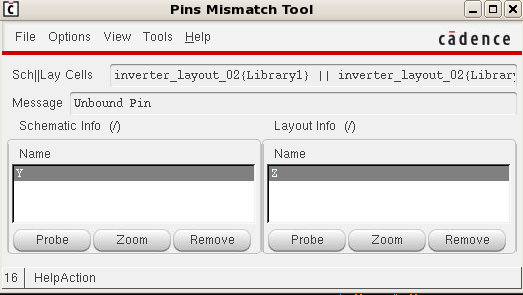 Pins Mismatch Tool
File Options View Tools Help
cādence
Sch||Lay Cells inverter_layout_02{Library1} || inverter_layout_02{Library
Message Unbound Pin
Schematic Info (/) Layout Info (/)
Name Name
Y Z
Probe Zoom Remove Probe Zoom Remove
16 HelpAction